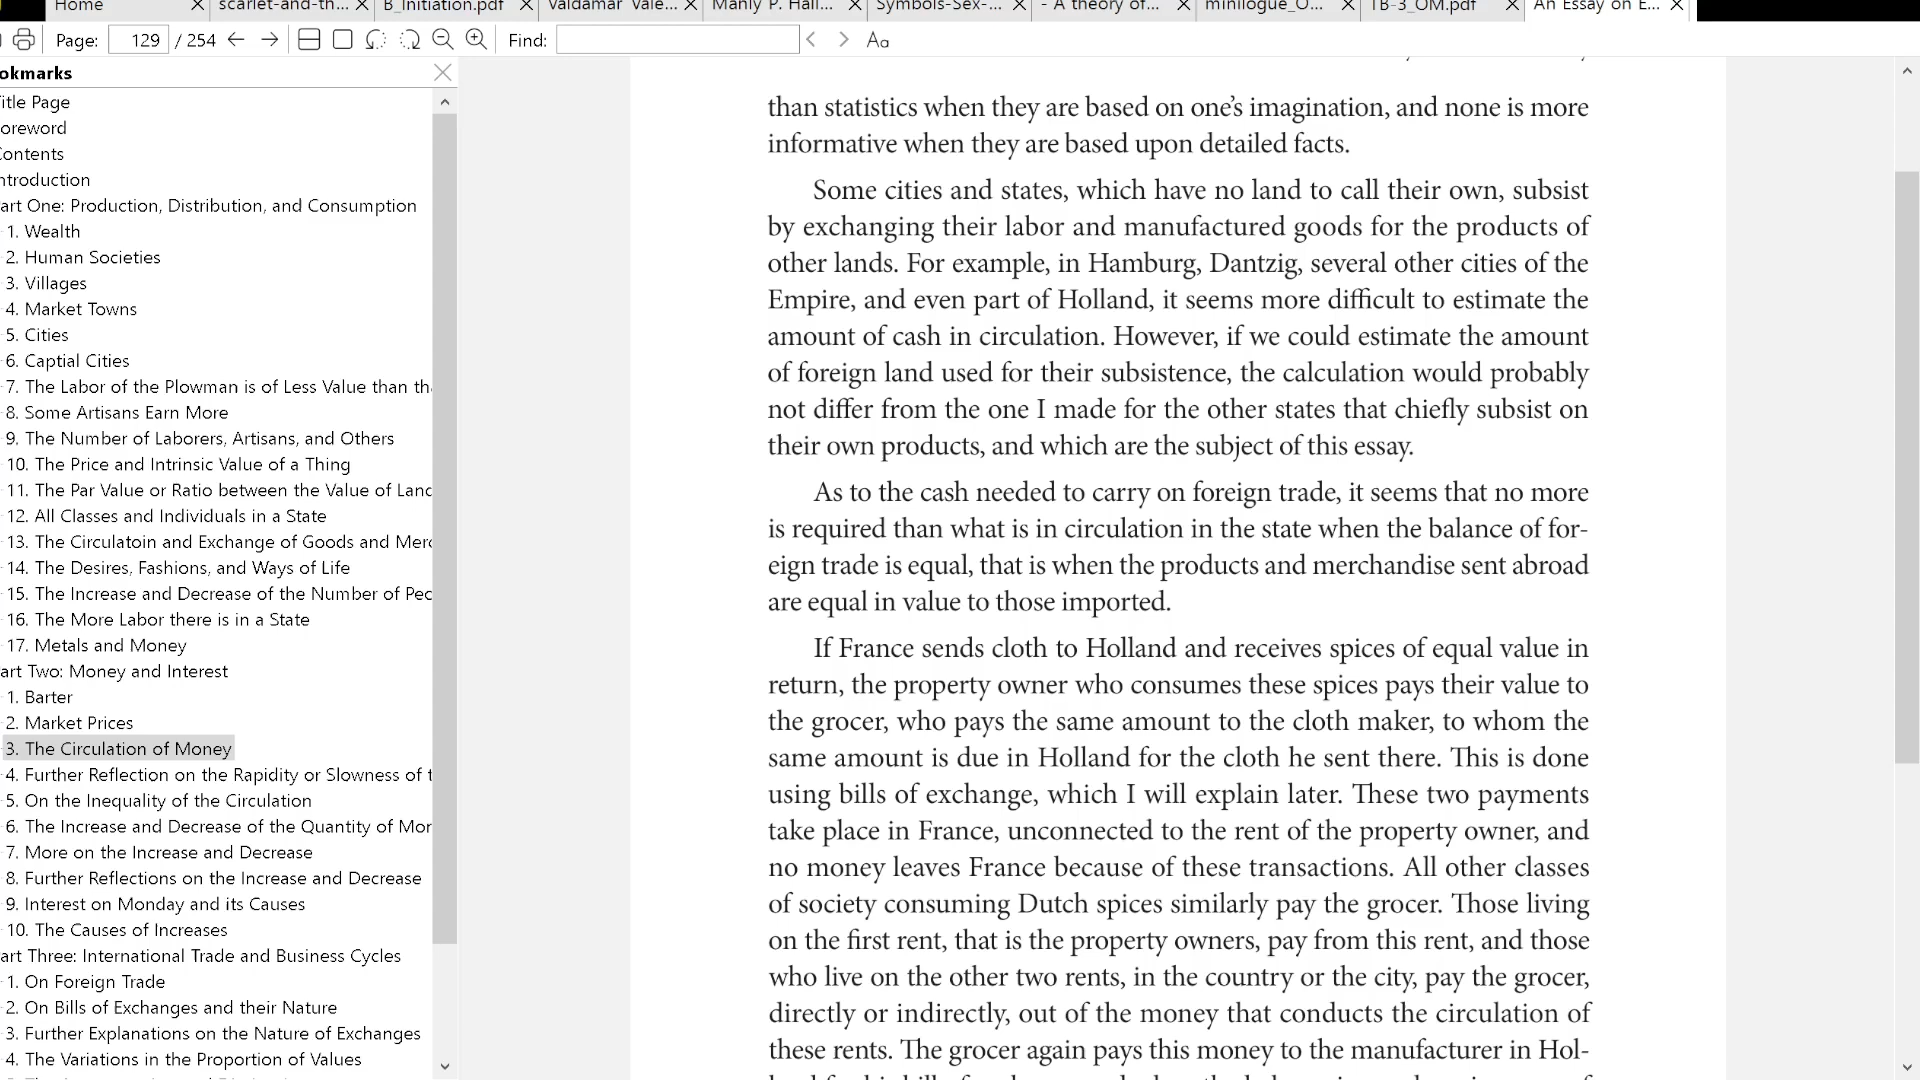 Home
scarlet-and-th...
B_Initiation.pdf
Valdamar Vale...
Manly P. Hall...
Symbols-Sex-...
- A theory of...
minilogue_O...
TB-3_OM.pdf
An Essay on E...
Page: 129 / 254
Find:
Aa
okmarks
itle Page
oreword
Contents
ntroduction
art One: Production, Distribution, and Consumption
1. Wealth
2. Human Societies
3. Villages
4. Market Towns
5. Cities
6. Captial Cities
7. The Labor of the Plowman is of Less Value than th
8. Some Artisans Earn More
9. The Number of Laborers, Artisans, and Others
10. The Price and Intrinsic Value of a Thing
11. The Par Value or Ratio between the Value of Land
12. All Classes and Individuals in a State
13. The Circulatoin and Exchange of Goods and Merc
14. The Desires, Fashions, and Ways of Life
15. The Increase and Decrease of the Number of Peo
16. The More Labor there is in a State
17. Metals and Money
art Two: Money and Interest
1. Barter
2. Market Prices
3. The Circulation of Money
4. Further Reflection on the Rapidity or Slowness of t
5. On the Inequality of the Circulation
6. The Increase and Decrease of the Quantity of Mon
7. More on the Increase and Decrease
8. Further Reflections on the Increase and Decrease
9. Interest on Monday and its Causes
10. The Causes of Increases
art Three: International Trade and Business Cycles
1. On Foreign Trade
2. On Bills of Exchanges and their Nature
3. Further Explanations on the Nature of Exchanges
4. The Variations in the Proportion of Values
than statistics when they are based on one's imagination, and none is more
informative when they are based upon detailed facts.
Some cities and states, which have no land to call their own, subsist
by exchanging their labor and manufactured goods for the products of
other lands. For example, in Hamburg, Dantzig, several other cities of the
Empire, and even part of Holland, it seems more difficult to estimate the
amount of cash in circulation. However, if we could estimate the amount
of foreign land used for their subsistence, the calculation would probably
not differ from the one I made for the other states that chiefly subsist on
their own products, and which are the subject of this essay.
As to the cash needed to carry on foreign trade, it seems that no more
is required than what is in circulation in the state when the balance of for-
eign trade is equal, that is when the products and merchandise sent abroad
are equal in value to those imported.
If France sends cloth to Holland and receives spices of equal value in
return, the property owner who consumes these spices pays their value to
the grocer, who pays the same amount to the cloth maker, to whom the
same amount is due in Holland for the cloth he sent there. This is done
using bills of exchange, which I will explain later. These two payments
take place in France, unconnected to the rent of the property owner, and
no money leaves France because of these transactions. All other classes
of society consuming Dutch spices similarly pay the grocer. Those living
on the first rent, that is the property owners, pay from this rent, and those
who live on the other two rents, in the country or the city, pay the grocer,
directly or indirectly, out of the money that conducts the circulation of
these rents. The grocer again pays this money to the manufacturer in Hol-